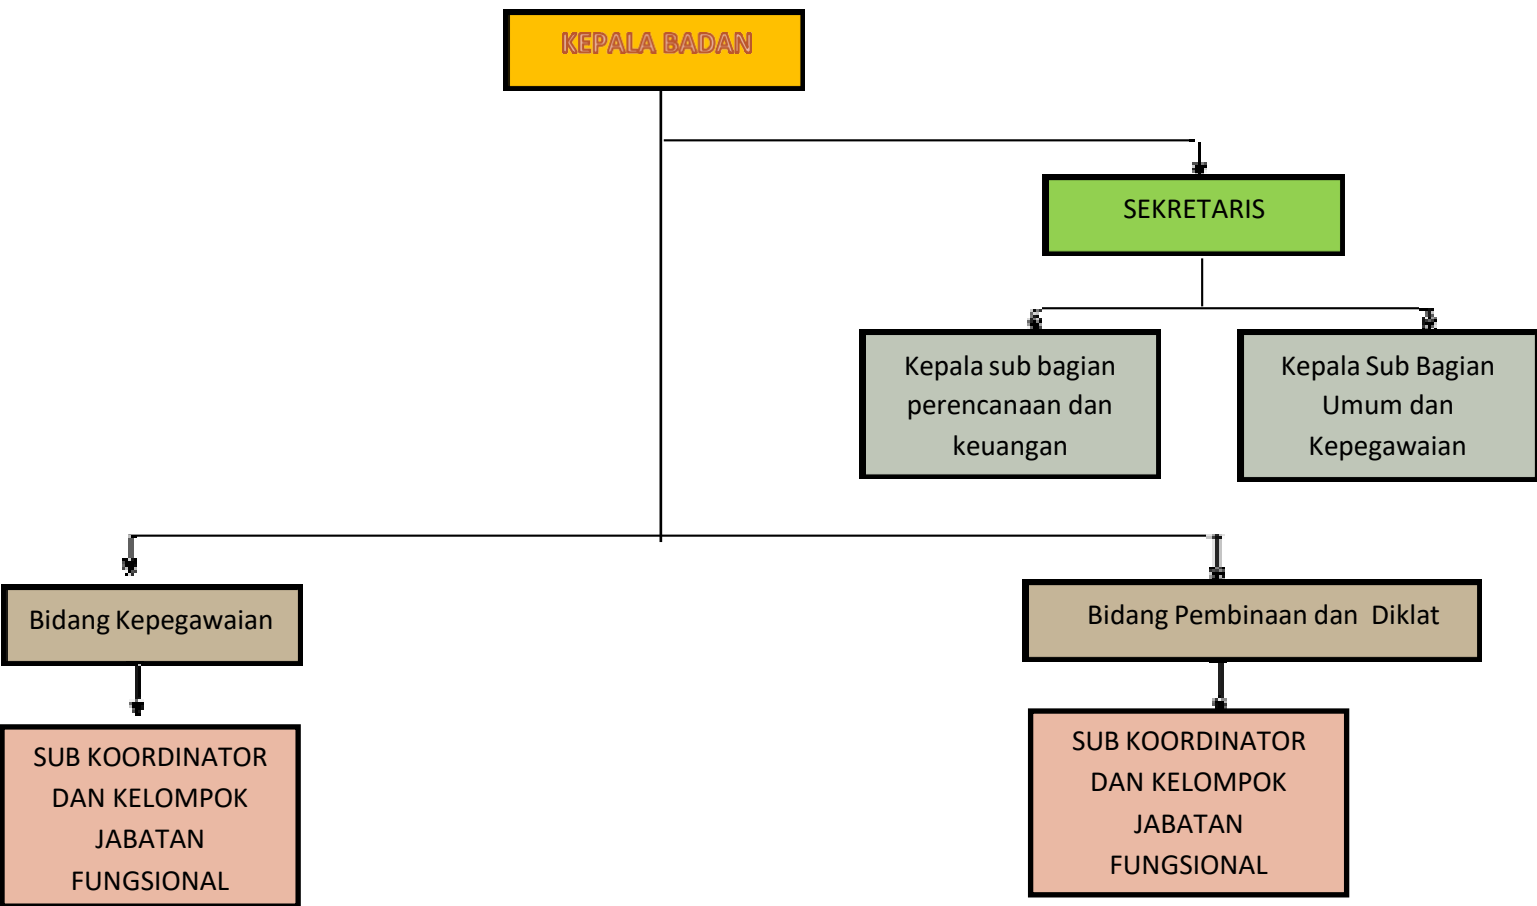 KEPALA BADAN
SEKRETARIS
Kepala sub bagian
perencanaan dan
keuangan
Kepala Sub Bagian
Umum dan
Kepegawaian
Bidang Kepegawaian
Bidang Pembinaan dan Diklat
SUB KOORDINATOR
DAN KELOMPOK
JABATAN
FUNGSIONAL
SUB KOORDINATOR
DAN KELOMPOK
JABATAN
FUNGSIONAL